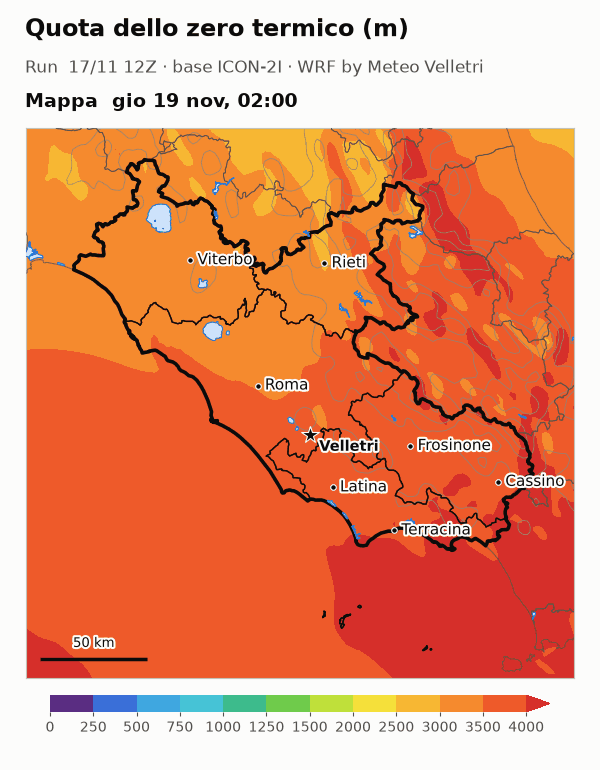 Quota dello zero termico (m)
Run  17/11 12Z · base ICON-2I · WRF by Meteo Velletri
Mappa  gio 19 nov, 02:00
Viterbo
Rieti
Roma
Velletri
Frosinone
Cassino
Latina
Terracina
50 km
0 250 500 750 1000 1250 1500 2000 2500 3000 3500 4000